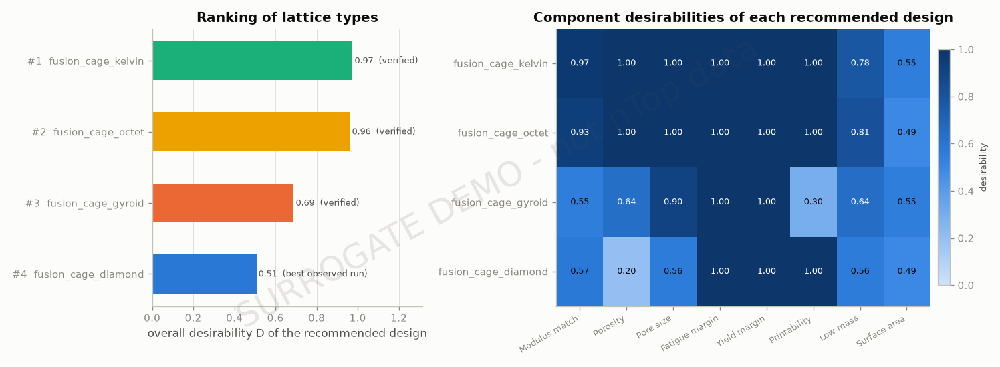 Ranking of lattice types
#1 fusion_cage_kelvin
0.97 (verified)
#2 fusion_cage_octet
0.96 (verified)
#3 fusion_cage_gyroid
0.69 (verified)
#4 fusion_cage_diamond
0.51 (best observed run)
0.0 0.2 0.4 0.6 0.8 1.0 1.2
overall desirability D of the recommended design
Component desirabilities of each recommended design
fusion_cage_kelvin 0.97 1.00 1.00 1.00 1.00 1.00 0.78 0.55
fusion_cage_octet 0.93 1.00 1.00 1.00 1.00 1.00 0.81 0.49
fusion_cage_gyroid 0.55 0.64 0.90 1.00 1.00 0.30 0.64 0.55
fusion_cage_diamond 0.57 0.20 0.56 1.00 1.00 1.00 0.56 0.49
Modulus match
Porosity
Pore size
Fatigue margin
Yield margin
Printability
Low mass
Surface area
1.0
0.8
0.6
0.4
0.2
0.0
desirability
SURROGATE DEMO - not nTop data